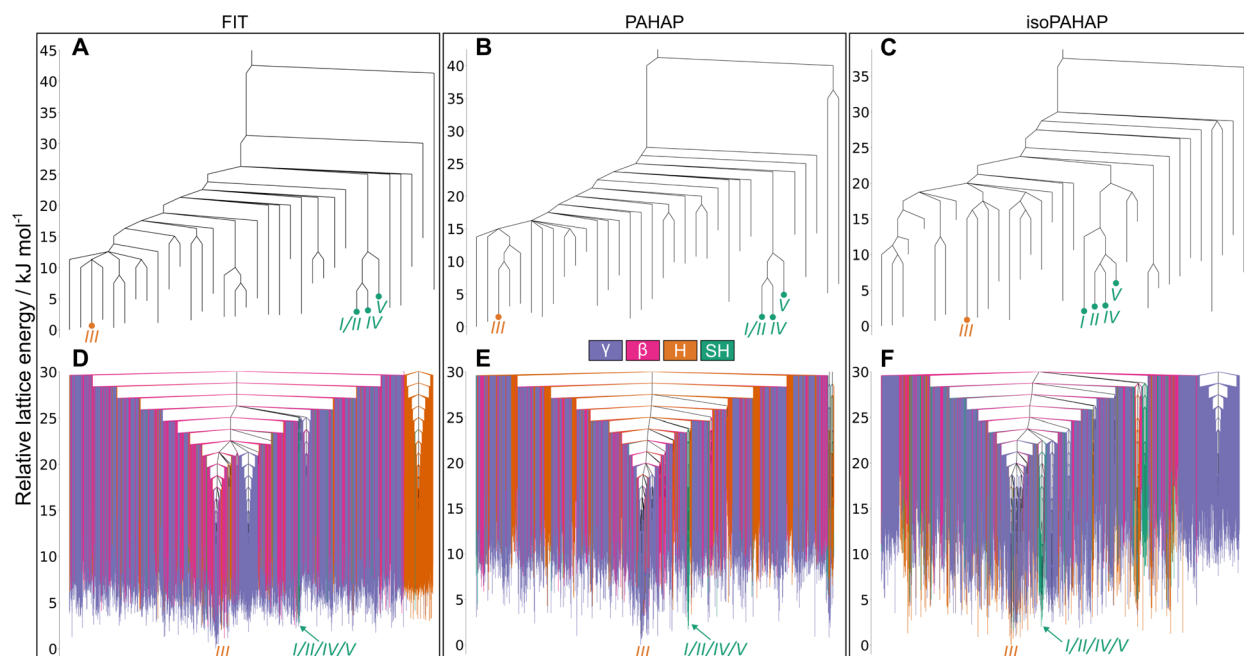 FIT
PAHAP
isoPAHAP
Relative lattice energy / kJ mol⁻¹
A
45
40
35
30
25
20
15
10
5
0
III
I/II
IV
V
B
40
35
30
25
20
15
10
5
0
III
I/II
IV
V
C
35
30
25
20
15
10
5
0
III
I
II
IV
V
γ
β
H
SH
D
30
25
20
15
10
5
0
III
I/II/IV/V
E
30
25
20
15
10
5
0
III
I/II/IV/V
F
30
25
20
15
10
5
0
III
I/II/IV/V